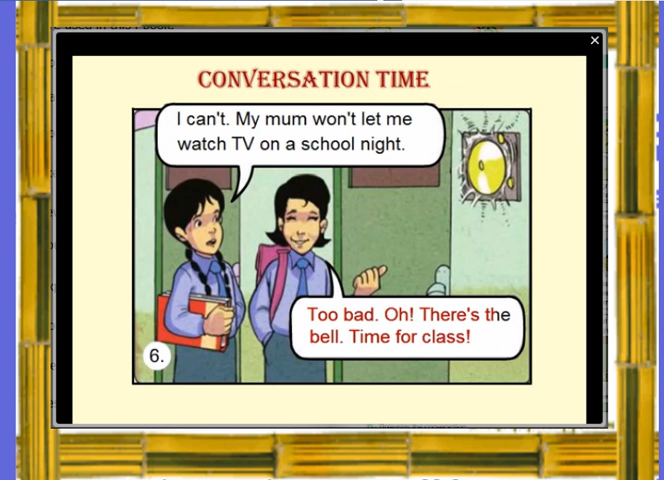 CONVERSATION TIME
I can't. My mum won't let me
watch TV on a school night.
Too bad. Oh! There's the
bell. Time for class!
6.